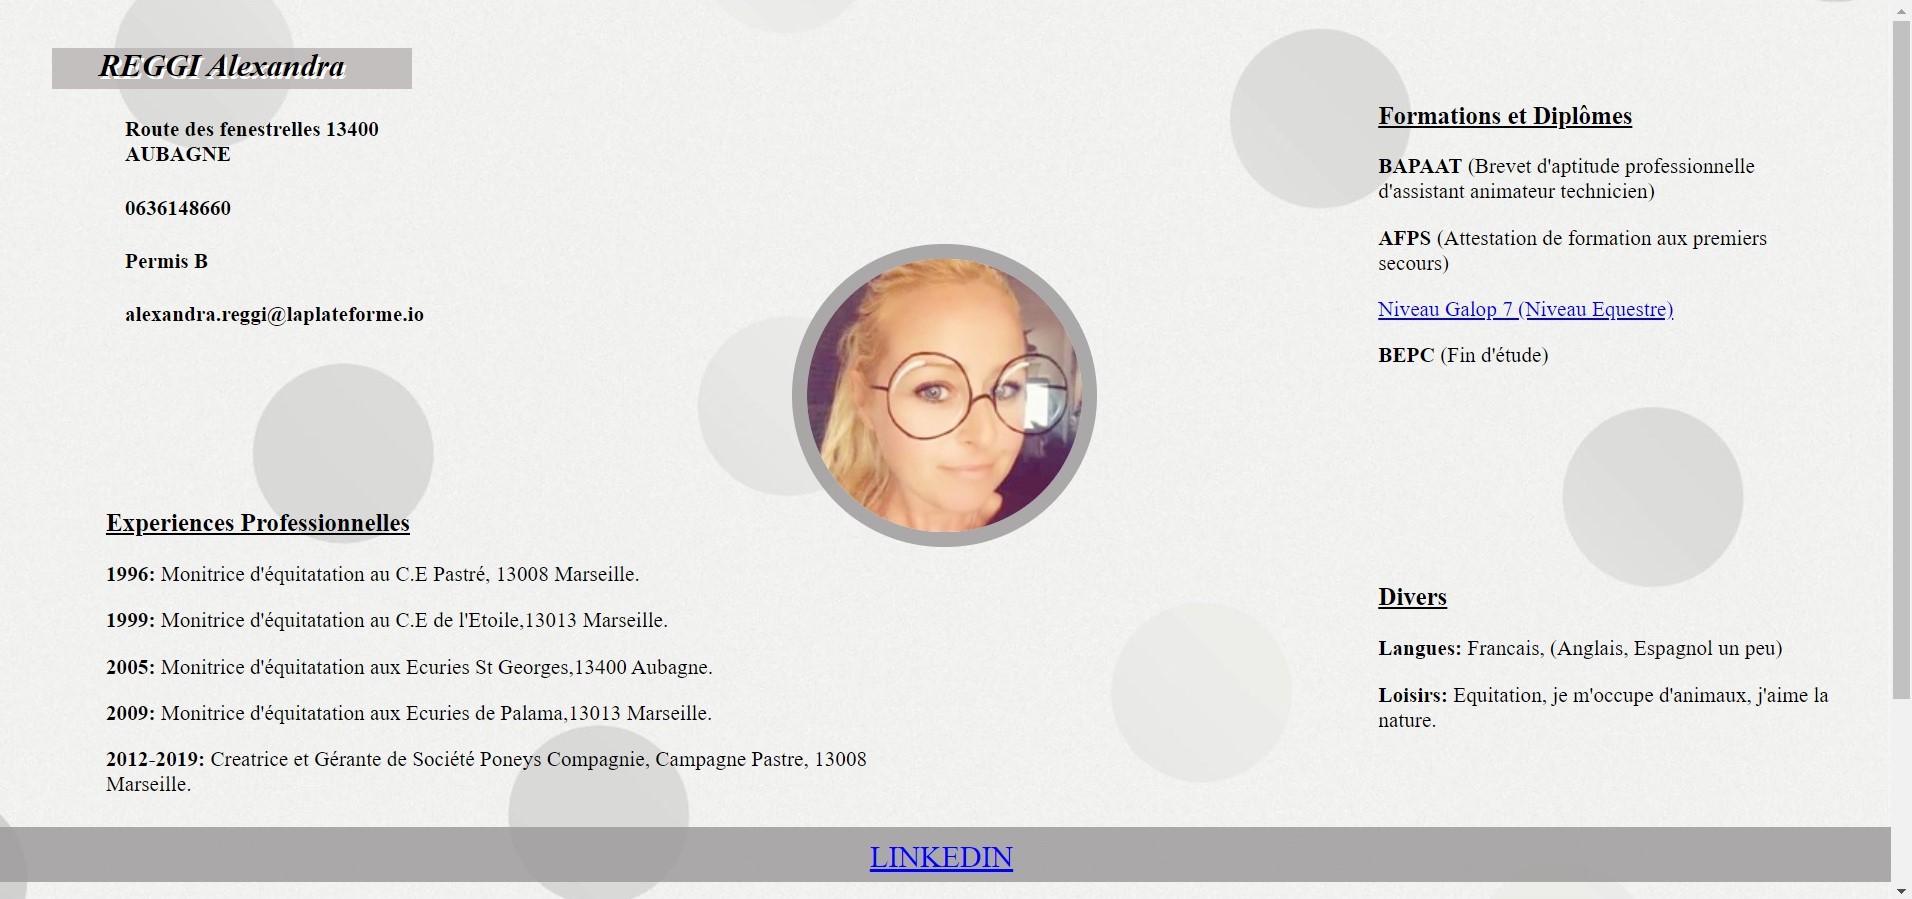 REGGI Alexandra
Route des fenestrelles 13400
AUBAGNE
0636148660
Permis B
alexandra.reggi@laplateforme.io
Experiences Professionnelles
1996: Monitrice d'équitatation au C.E Pastré, 13008 Marseille.
1999: Monitrice d'équitatation au C.E de l'Etoile,13013 Marseille.
2005: Monitrice d'équitatation aux Ecuries St Georges,13400 Aubagne.
2009: Monitrice d'équitatation aux Ecuries de Palama,13013 Marseille.
2012-2019: Creatrice et Gérante de Société Poneys Compagnie, Campagne Pastre, 13008
Marseille.
Formations et Diplômes
BAPAAT (Brevet d'aptitude professionnelle
d'assistant animateur technicien)
AFPS (Attestation de formation aux premiers
secours)
Niveau Galop 7 (Niveau Equestre)
BEPC (Fin d'étude)
Divers
Langues: Francais, (Anglais, Espagnol un peu)
Loisirs: Equitation, je m'occupe d'animaux, j'aime la
nature.
LINKEDIN